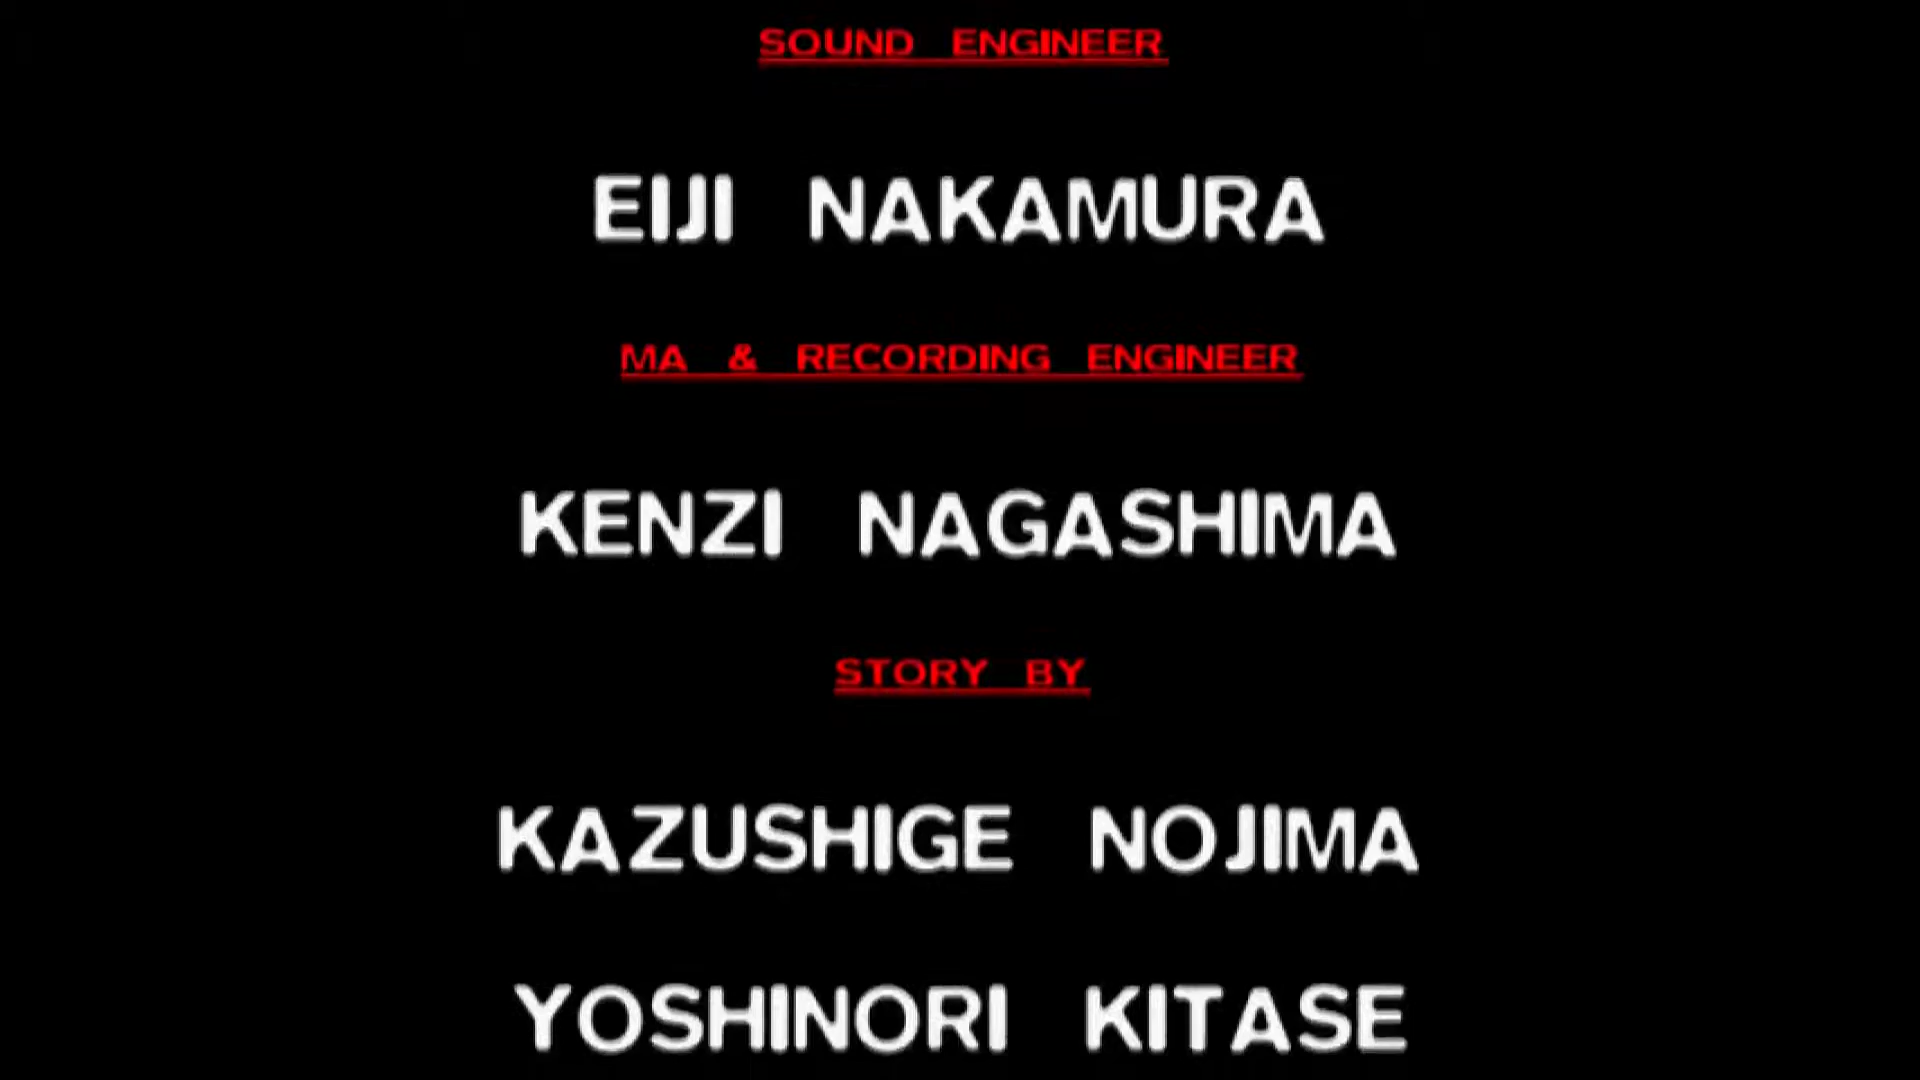 SOUND ENGINEER
EIJI NAKAMURA
MA & RECORDING ENGINEER
KENZI NAGASHIMA
STORY BY
KAZUSHIGE NOJIMA
YOSHINORI KITASE